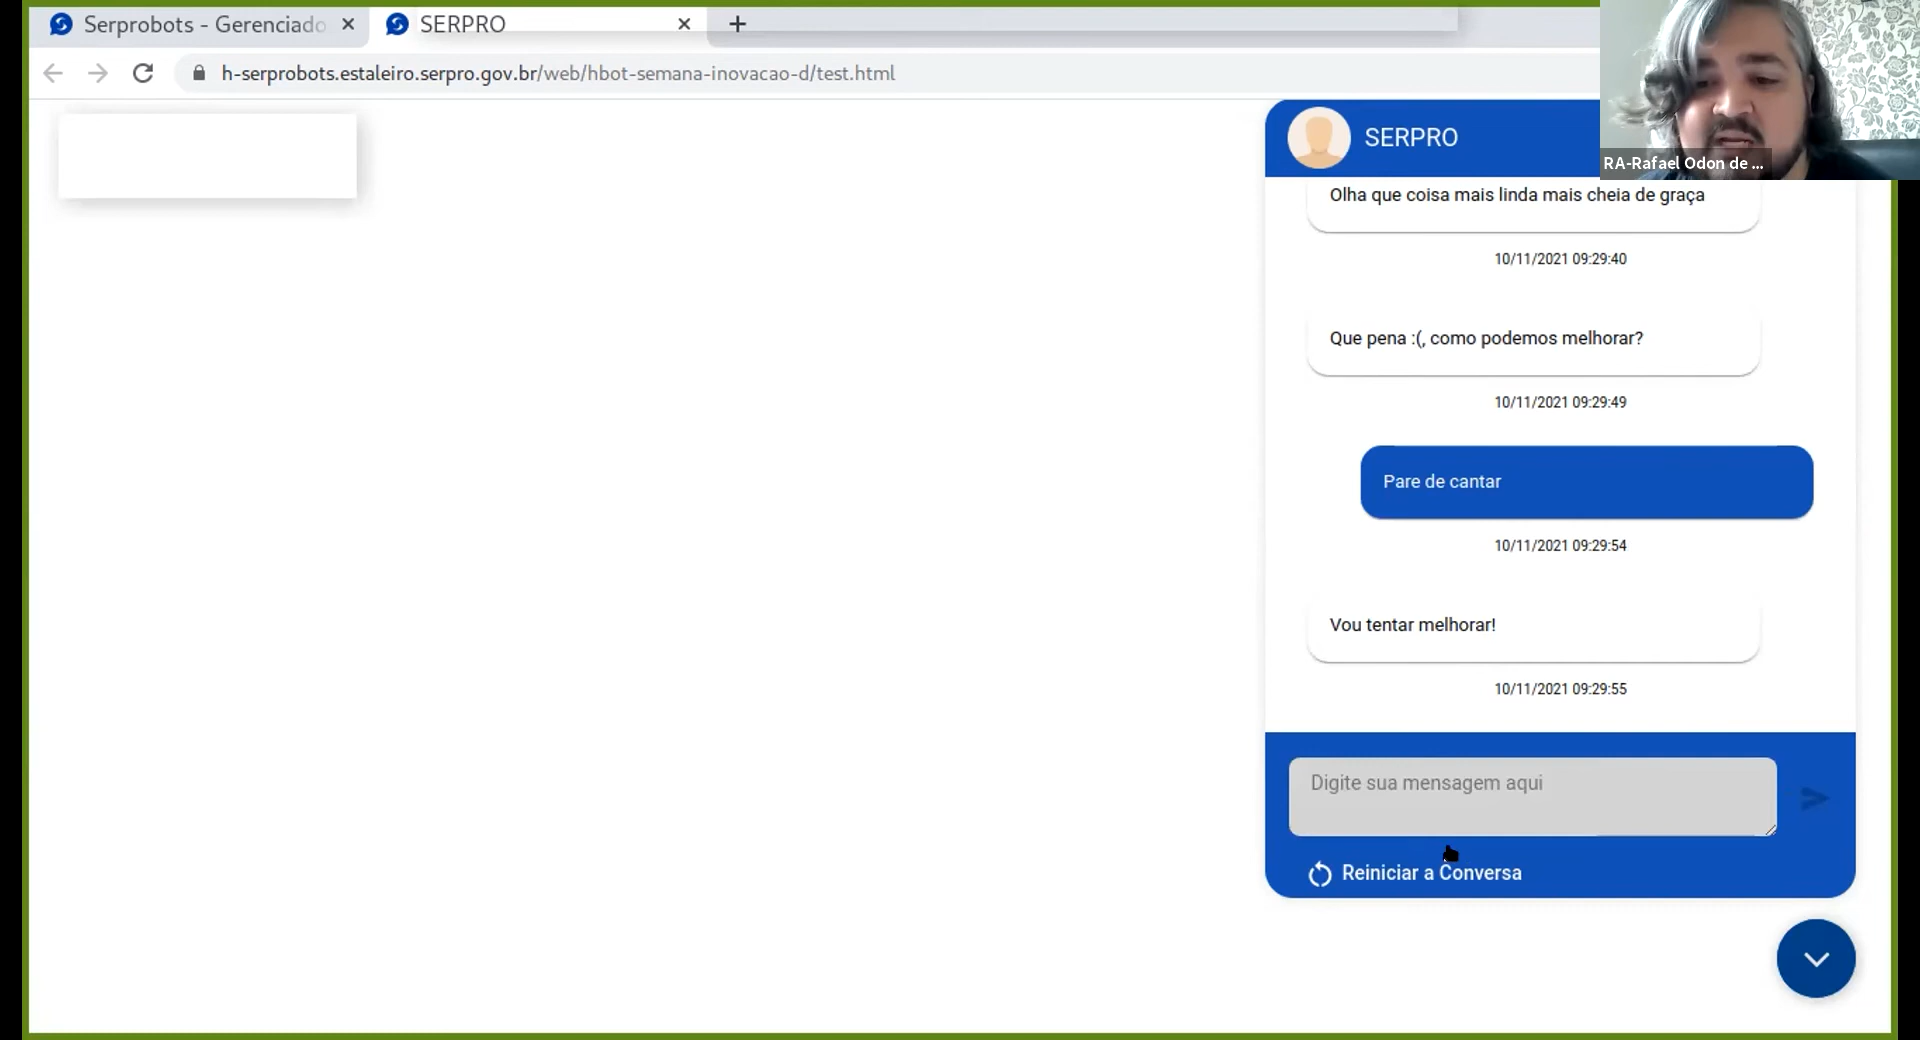 Serprobots - Gerenciado
SERPRO
h-serprobots.estaleiro.serpro.gov.br/web/hbot-semana-inovacao-d/test.html
RA-Rafael Odon de ...
SERPRO
Olha que coisa mais linda mais cheia de graça
10/11/2021 09:29:40
Que pena :(, como podemos melhorar?
10/11/2021 09:29:49
Pare de cantar
10/11/2021 09:29:54
Vou tentar melhorar!
10/11/2021 09:29:55
Digite sua mensagem aqui
Reiniciar a Conversa